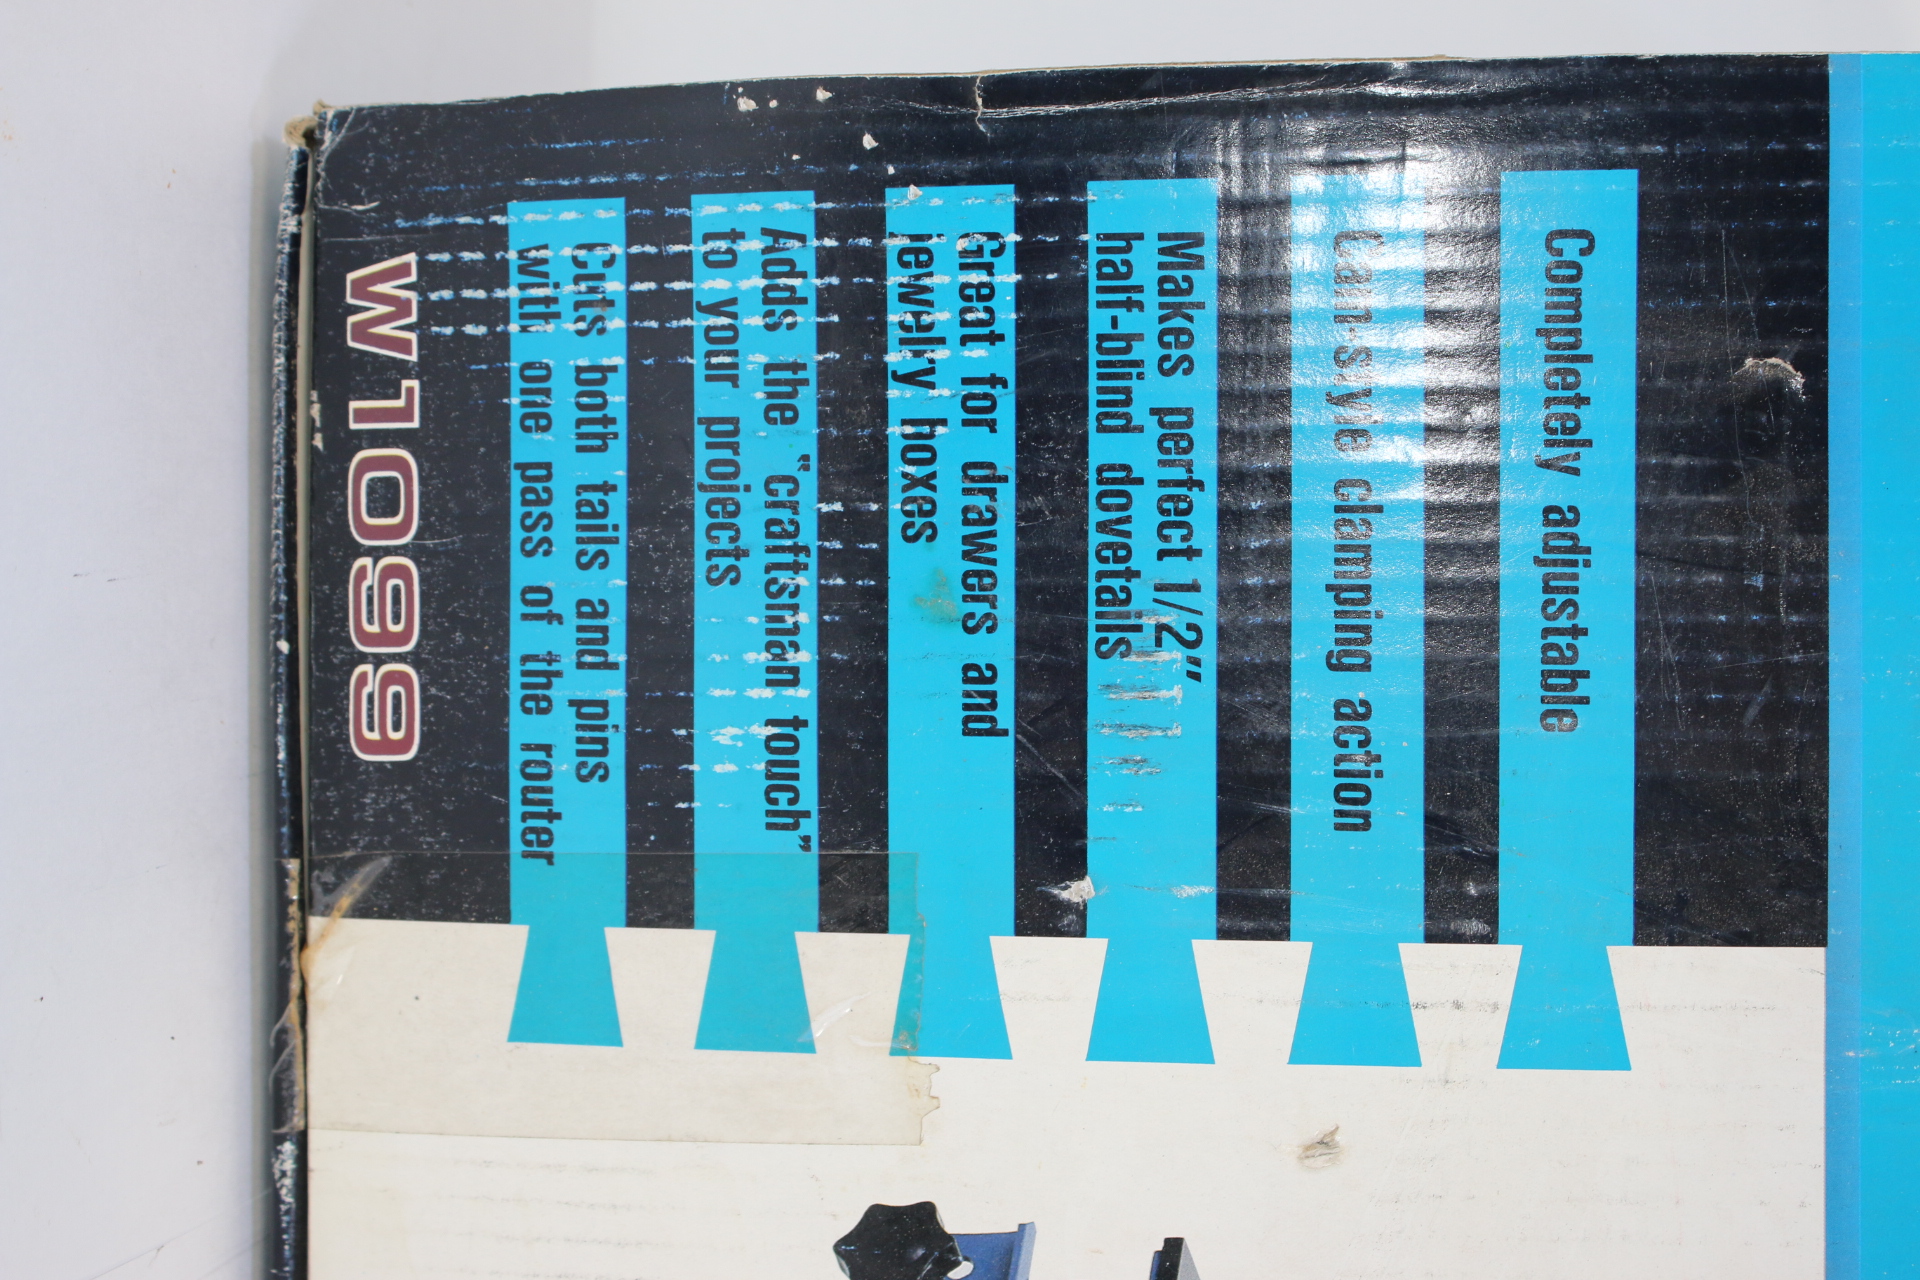 Completely adjustable
Cam-style clamping action
Makes perfect 1/2"
half-blind dovetails
Great for drawers and
jewelry boxes
Adds the "craftsman touch"
to your projects
Cuts both tails and pins
with one pass of the router
W1099